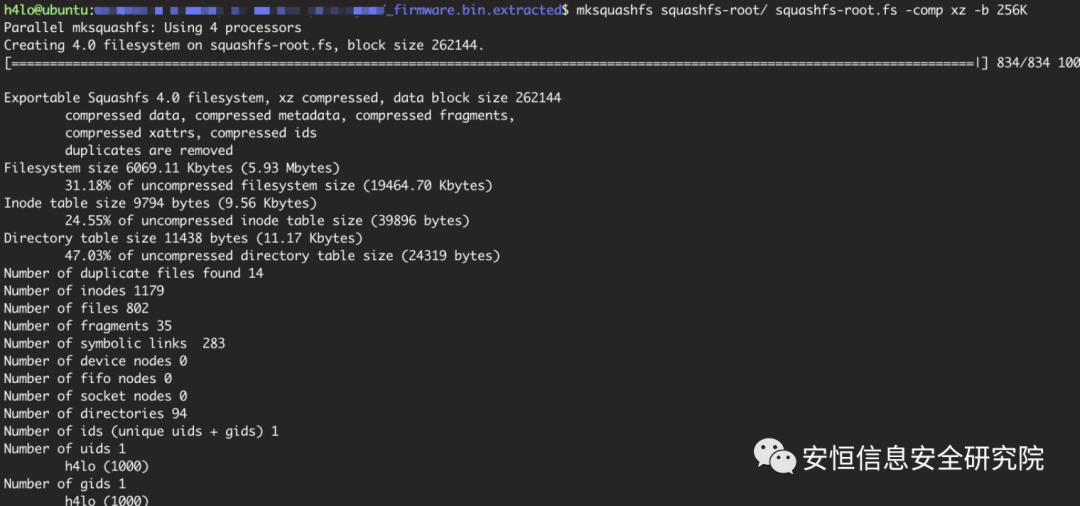 h4lo@ubuntu: /_firmware.bin.extracted$ mksquashfs squashfs-root/ squashfs-root.fs -comp xz -b 256K
Parallel mksquashfs: Using 4 processors
Creating 4.0 filesystem on squashfs-root.fs, block size 262144.
[===============================================================================================================================|] 834/834 100
Exportable Squashfs 4.0 filesystem, xz compressed, data block size 262144
compressed data, compressed metadata, compressed fragments,
compressed xattrs, compressed ids
duplicates are removed
Filesystem size 6069.11 Kbytes (5.93 Mbytes)
31.18% of uncompressed filesystem size (19464.70 Kbytes)
Inode table size 9794 bytes (9.56 Kbytes)
24.55% of uncompressed inode table size (39896 bytes)
Directory table size 11438 bytes (11.17 Kbytes)
47.03% of uncompressed directory table size (24319 bytes)
Number of duplicate files found 14
Number of inodes 1179
Number of files 802
Number of fragments 35
Number of symbolic links  283
Number of device nodes 0
Number of fifo nodes 0
Number of socket nodes 0
Number of directories 94
Number of ids (unique uids + gids) 1
Number of uids 1
h4lo (1000)
Number of gids 1
h4lo (1000)
安恒信息安全研究院